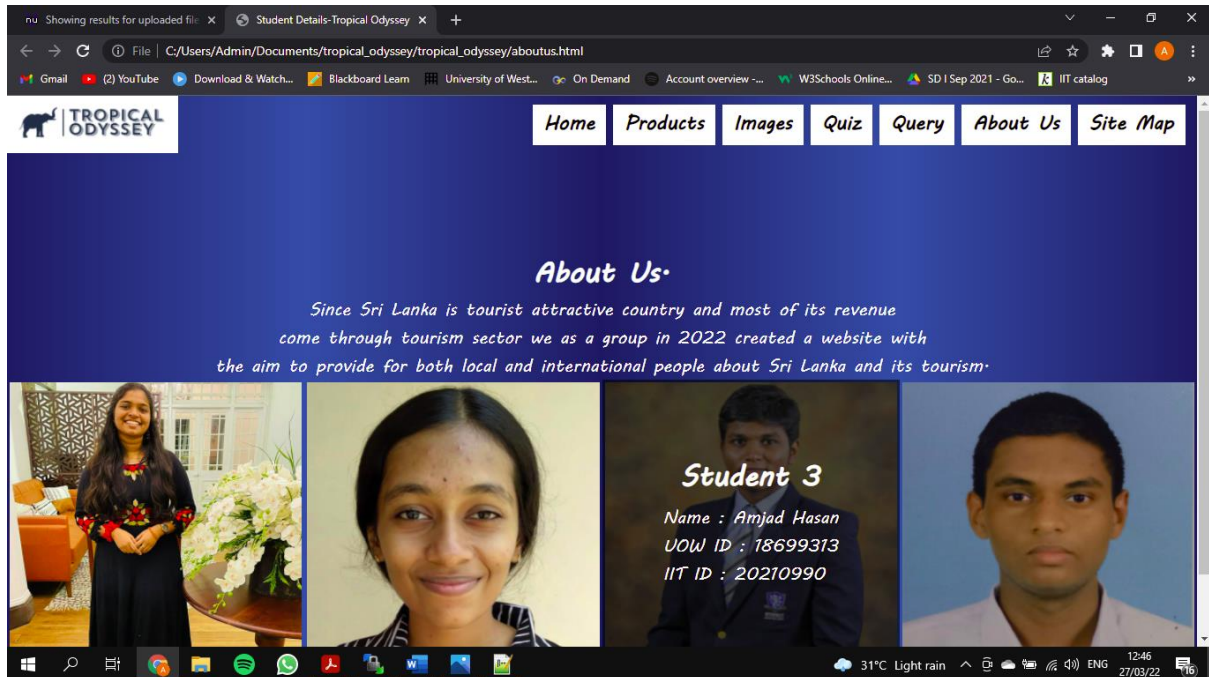 nu Showing results for uploaded file
Student Details-Tropical Odyssey
File | C:/Users/Admin/Documents/tropical_odyssey/tropical_odyssey/aboutus.html
Gmail (2) YouTube Download & Watch... Blackboard Learn University of West... On Demand Account overview -... W3Schools Online... SD I Sep 2021 - Go... k IIT catalog »
TROPICAL
ODYSSEY
Home Products Images Quiz Query About Us Site Map
About Us.
Since Sri Lanka is tourist attractive country and most of its revenue
come through tourism sector we as a group in 2022 created a website with
the aim to provide for both local and international people about Sri Lanka and its tourism.
Student 3
Name : Amjad Hasan
UOW ID : 18699313
IIT ID : 20210990
31°C Light rain ENG 12:46
27/03/22
16